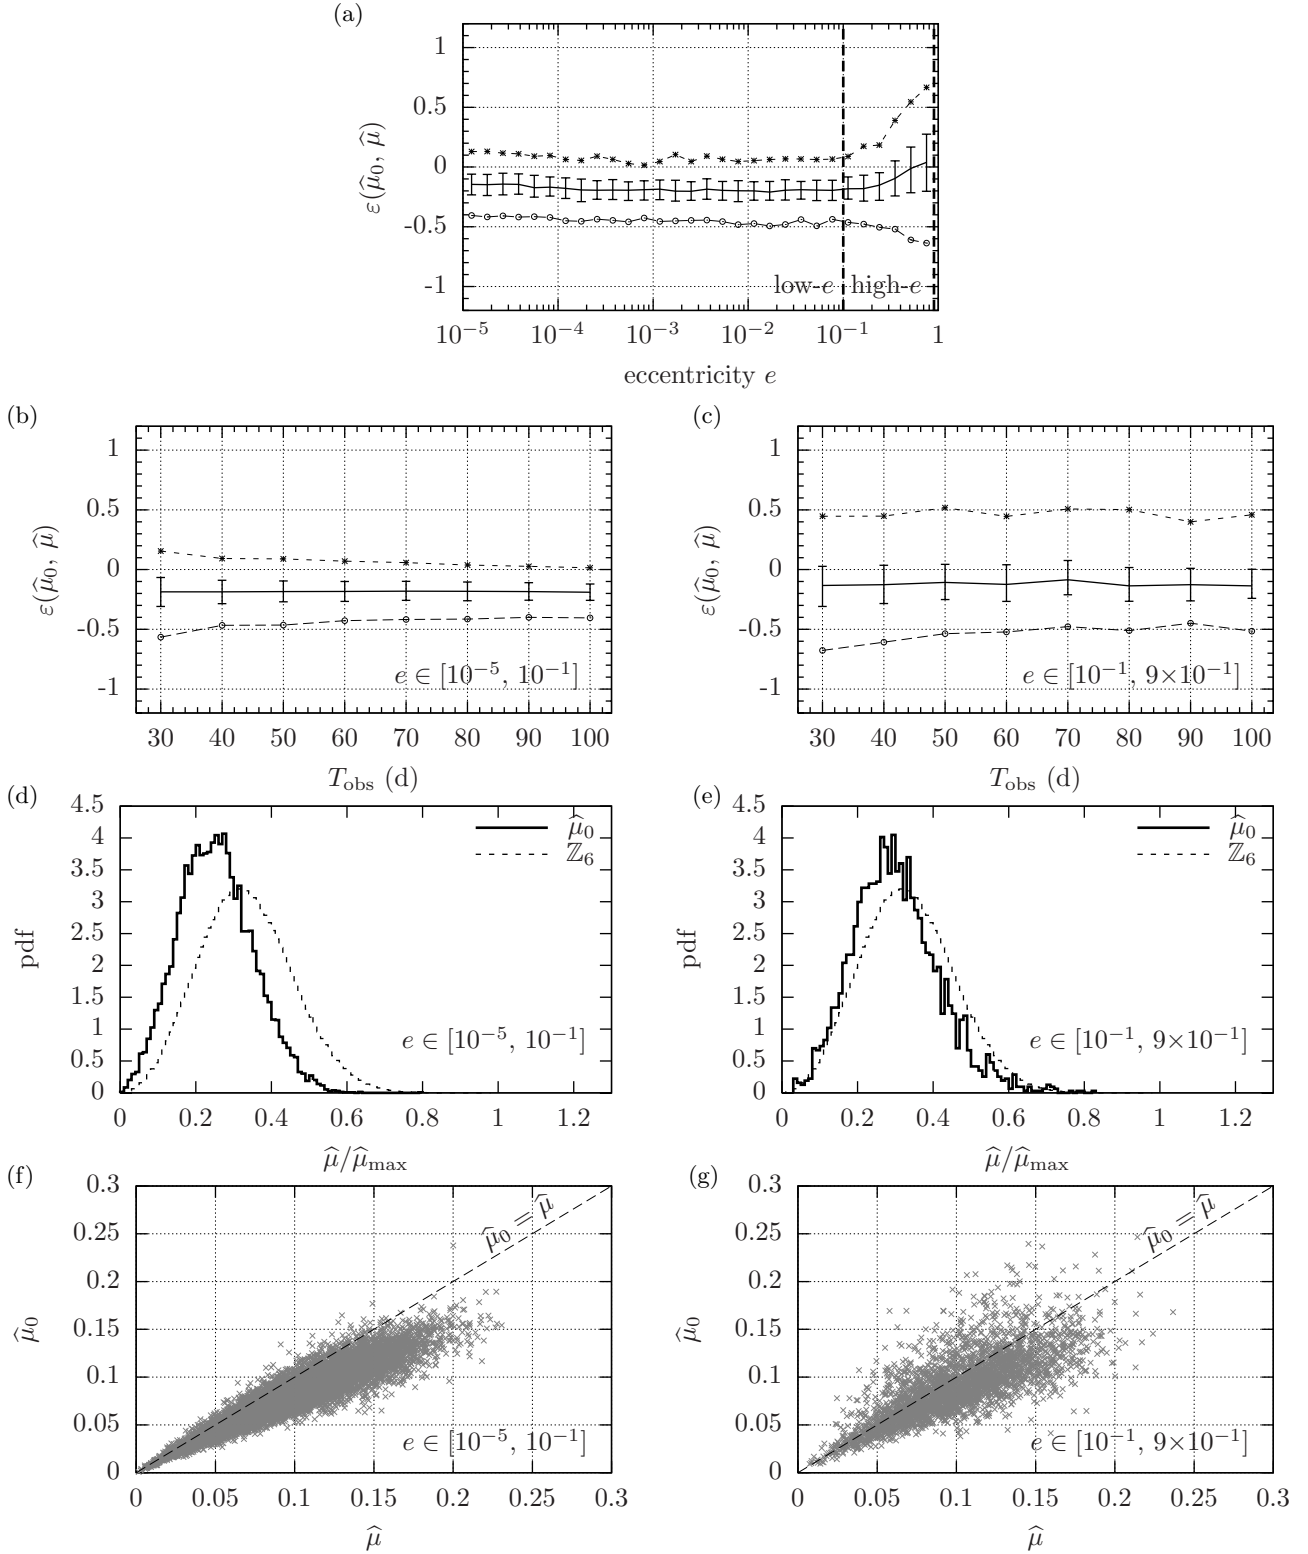 (a)
1
0.5
0
-0.5
-1
ε(μ̂₀, μ̂)
low-e high-e
10⁻⁵ 10⁻⁴ 10⁻³ 10⁻² 10⁻¹ 1
eccentricity e
(b)
1
0.5
0
-0.5
-1
ε(μ̂₀, μ̂)
e ∈ [10⁻⁵, 10⁻¹]
30 40 50 60 70 80 90 100
T_obs (d)
(c)
1
0.5
0
-0.5
-1
ε(μ̂₀, μ̂)
e ∈ [10⁻¹, 9×10⁻¹]
30 40 50 60 70 80 90 100
T_obs (d)
(d)
4.5
4
3.5
3
2.5
2
1.5
1
0.5
0
pdf
μ̂₀
ℤ₆
e ∈ [10⁻⁵, 10⁻¹]
0 0.2 0.4 0.6 0.8 1 1.2
μ̂/μ̂_max
(e)
4.5
4
3.5
3
2.5
2
1.5
1
0.5
0
pdf
μ̂₀
ℤ₆
e ∈ [10⁻¹, 9×10⁻¹]
0 0.2 0.4 0.6 0.8 1 1.2
μ̂/μ̂_max
(f)
0.3
0.25
0.2
0.15
0.1
0.05
0
μ̂₀
μ̂₀ = μ̂
e ∈ [10⁻⁵, 10⁻¹]
0 0.05 0.1 0.15 0.2 0.25 0.3
μ̂
(g)
0.3
0.25
0.2
0.15
0.1
0.05
0
μ̂₀
μ̂₀ = μ̂
e ∈ [10⁻¹, 9×10⁻¹]
0 0.05 0.1 0.15 0.2 0.25 0.3
μ̂